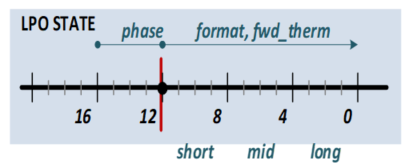 LPO STATE
phase format, fwd_therm
16 12 8 4 0
short mid long